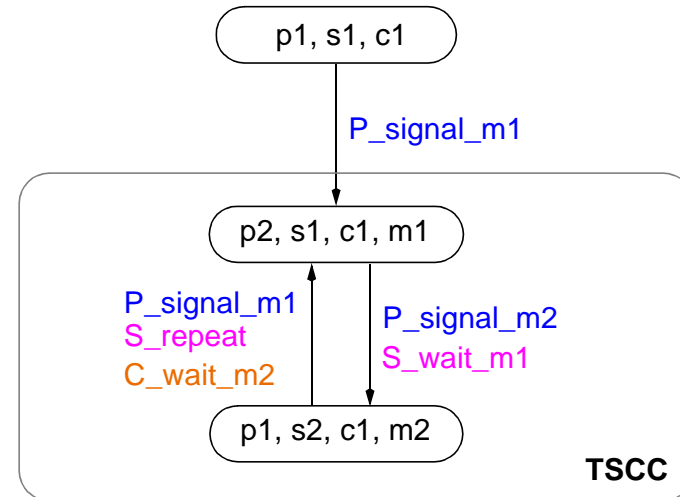 p1, s1, c1
P_signal_m1
p2, s1, c1, m1
P_signal_m1
S_repeat
C_wait_m2
P_signal_m2
S_wait_m1
p1, s2, c1, m2
TSCC